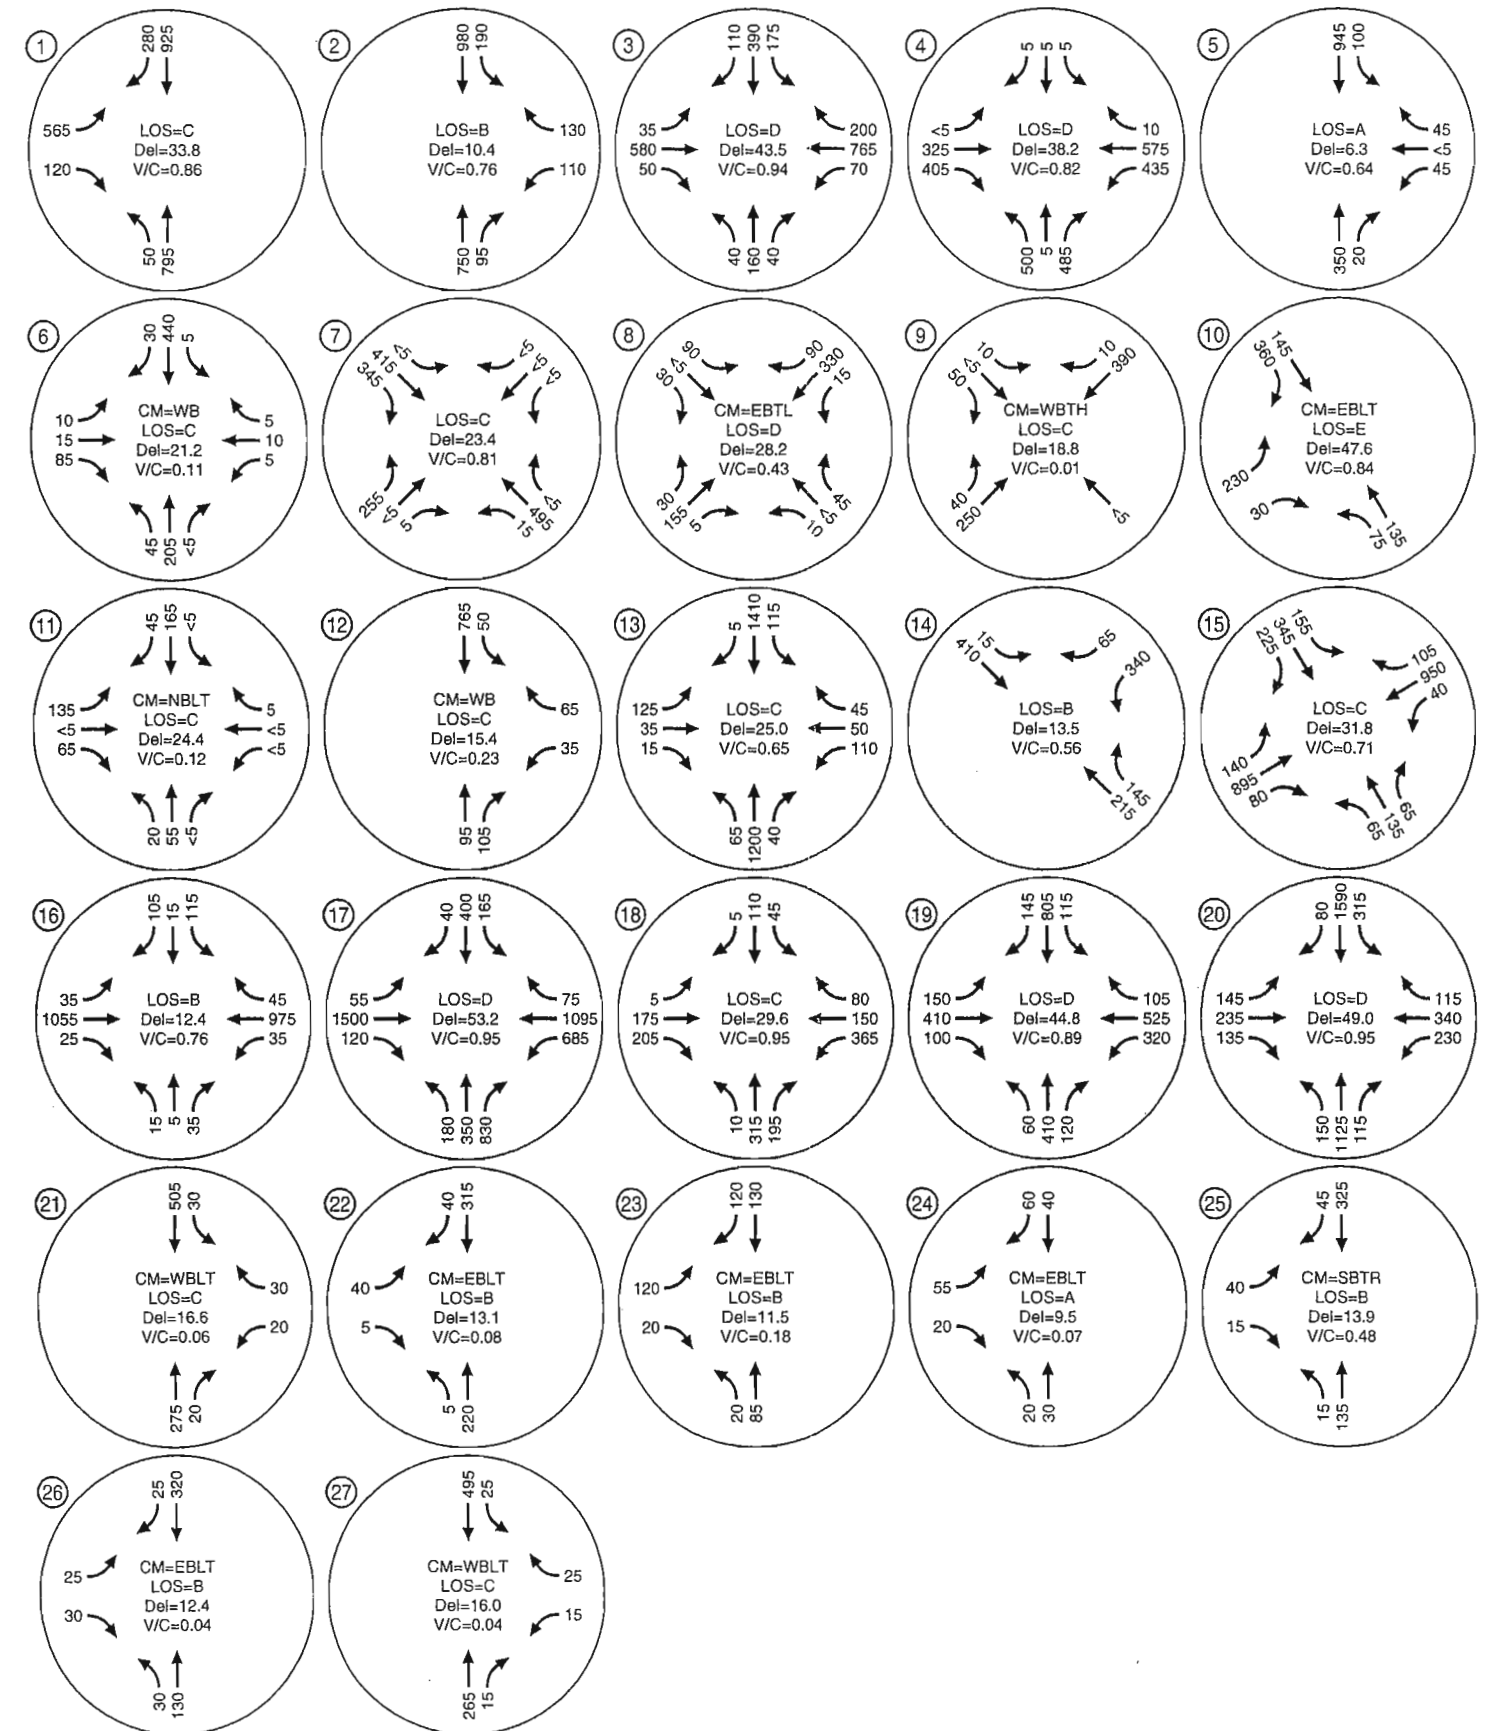 1
280
925
565
120
LOS=C
Del=33.8
V/C=0.86
50
795
2
980
190
LOS=B
Del=10.4
V/C=0.76
130
110
750
95
3
110
390
175
35
580
50
LOS=D
Del=43.5
V/C=0.94
200
765
70
40
160
40
4
5
5
5
<5
325
405
LOS=D
Del=38.2
V/C=0.82
10
575
435
500
5
485
5
945
100
LOS=A
Del=6.3
V/C=0.64
45
<5
45
350
20
6
30
440
5
10
15
85
CM=WB
LOS=C
Del=21.2
V/C=0.11
5
10
5
45
205
<5
7
<5
415
345
<5
<5
<5
LOS=C
Del=23.4
V/C=0.81
255
<5
5
<5
495
15
8
90
<5
30
90
330
15
CM=EBTL
LOS=D
Del=28.2
V/C=0.43
30
155
5
45
<5
10
9
10
<5
50
10
390
CM=WBTH
LOS=C
Del=18.8
V/C=0.01
40
250
<5
10
145
360
CM=EBLT
LOS=E
Del=47.6
V/C=0.84
230
30
135
75
11
45
165
<5
135
<5
65
CM=NBLT
LOS=C
Del=24.4
V/C=0.12
5
<5
<5
20
55
<5
12
765
50
CM=WB
LOS=C
Del=15.4
V/C=0.23
65
35
95
105
13
5
1410
115
125
35
15
LOS=C
Del=25.0
V/C=0.65
45
50
110
65
1200
40
14
15
410
65
340
LOS=B
Del=13.5
V/C=0.56
145
215
15
155
345
225
105
950
40
LOS=C
Del=31.8
V/C=0.71
140
895
80
65
135
65
16
105
15
115
35
1055
25
LOS=B
Del=12.4
V/C=0.76
45
975
35
15
5
35
17
40
400
165
55
1500
120
LOS=D
Del=53.2
V/C=0.95
75
1095
685
180
350
830
18
5
110
45
5
175
205
LOS=C
Del=29.6
V/C=0.95
80
150
365
10
315
195
19
145
805
115
150
410
100
LOS=D
Del=44.8
V/C=0.89
105
525
320
60
410
120
20
80
1590
315
145
235
135
LOS=D
Del=49.0
V/C=0.95
115
340
230
150
1125
115
21
505
30
CM=WBLT
LOS=C
Del=16.6
V/C=0.06
30
20
275
20
22
40
315
40
5
CM=EBLT
LOS=B
Del=13.1
V/C=0.08
5
220
23
120
130
120
20
CM=EBLT
LOS=B
Del=11.5
V/C=0.18
20
85
24
60
40
55
20
CM=EBLT
LOS=A
Del=9.5
V/C=0.07
20
30
25
45
325
40
15
CM=SBTR
LOS=B
Del=13.9
V/C=0.48
15
135
26
25
320
25
30
CM=EBLT
LOS=B
Del=12.4
V/C=0.04
30
130
27
495
25
CM=WBLT
LOS=C
Del=16.0
V/C=0.04
25
15
265
15